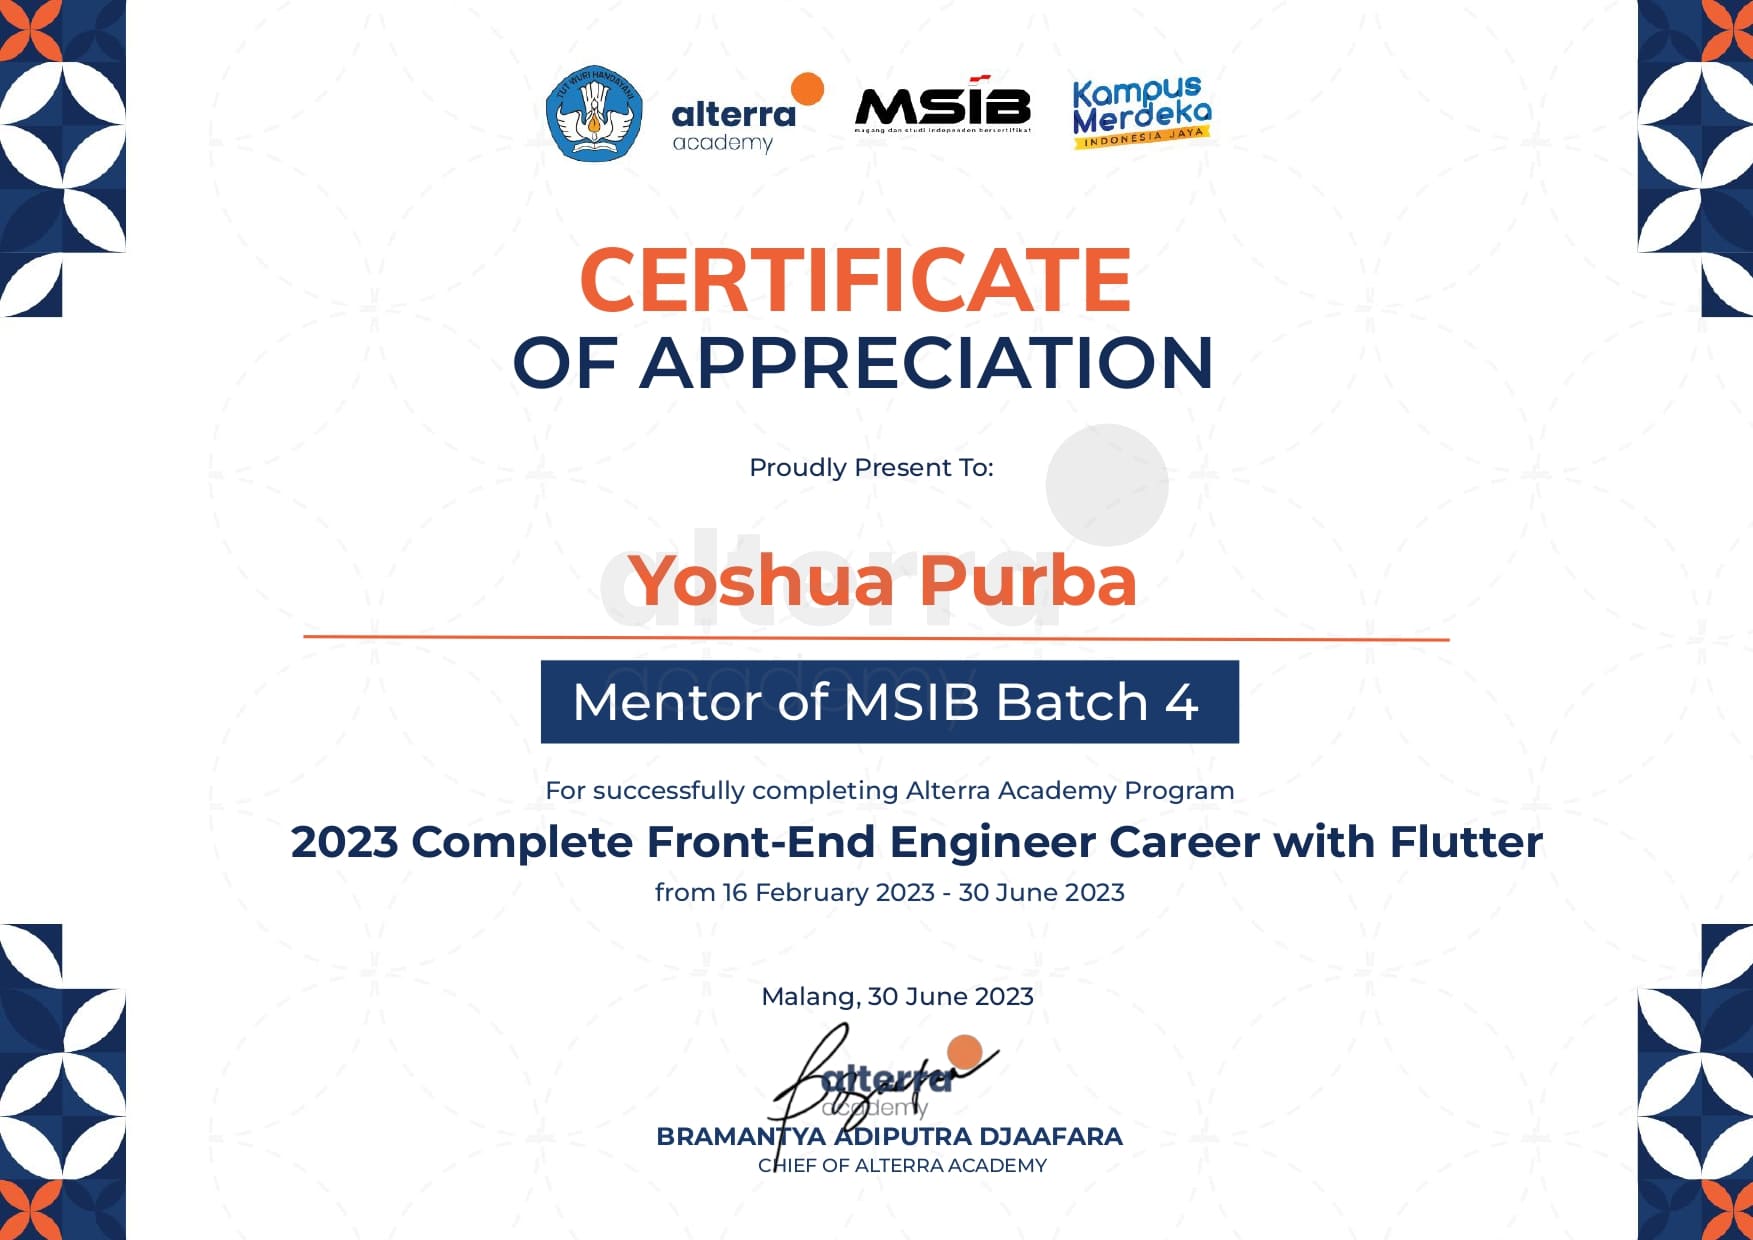 TUT WURI HANDAYANI
alterra
academy
MSIB
magang dan studi independen bersertifikat
Kampus
Merdeka
INDONESIA JAYA
CERTIFICATE
OF APPRECIATION
Proudly Present To:
alterra
academy
Yoshua Purba
Mentor of MSIB Batch 4
For successfully completing Alterra Academy Program
2023 Complete Front-End Engineer Career with Flutter
from 16 February 2023 - 30 June 2023
Malang, 30 June 2023
alterra
academy
BRAMANTYA ADIPUTRA DJAAFARA
CHIEF OF ALTERRA ACADEMY